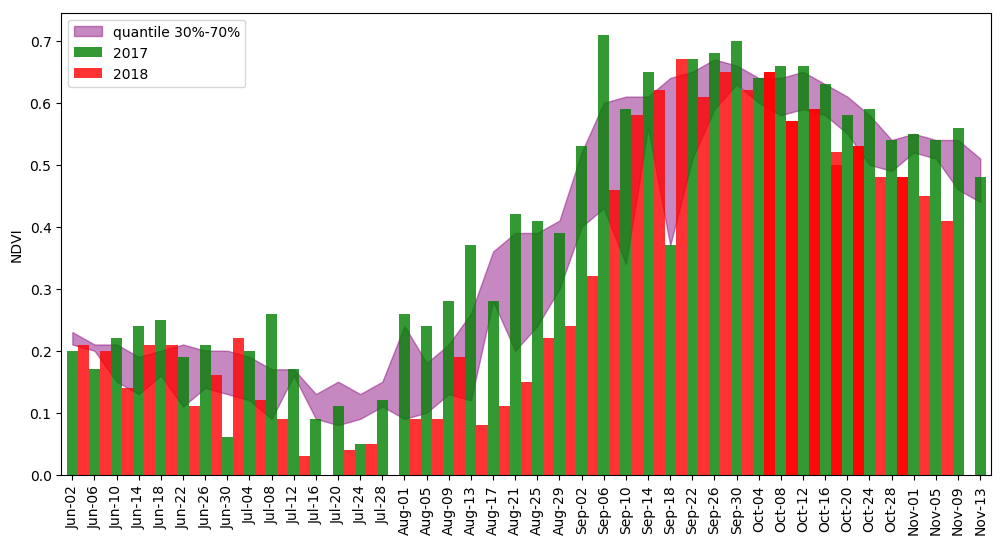 quantile 30%-70%
2017
2018
NDVI
0.7
0.6
0.5
0.4
0.3
0.2
0.1
0.0
Jun-02
Jun-06
Jun-10
Jun-14
Jun-18
Jun-22
Jun-26
Jun-30
Jul-04
Jul-08
Jul-12
Jul-16
Jul-20
Jul-24
Jul-28
Aug-01
Aug-05
Aug-09
Aug-13
Aug-17
Aug-21
Aug-25
Aug-29
Sep-02
Sep-06
Sep-10
Sep-14
Sep-18
Sep-22
Sep-26
Sep-30
Oct-04
Oct-08
Oct-12
Oct-16
Oct-20
Oct-24
Oct-28
Nov-01
Nov-05
Nov-09
Nov-13